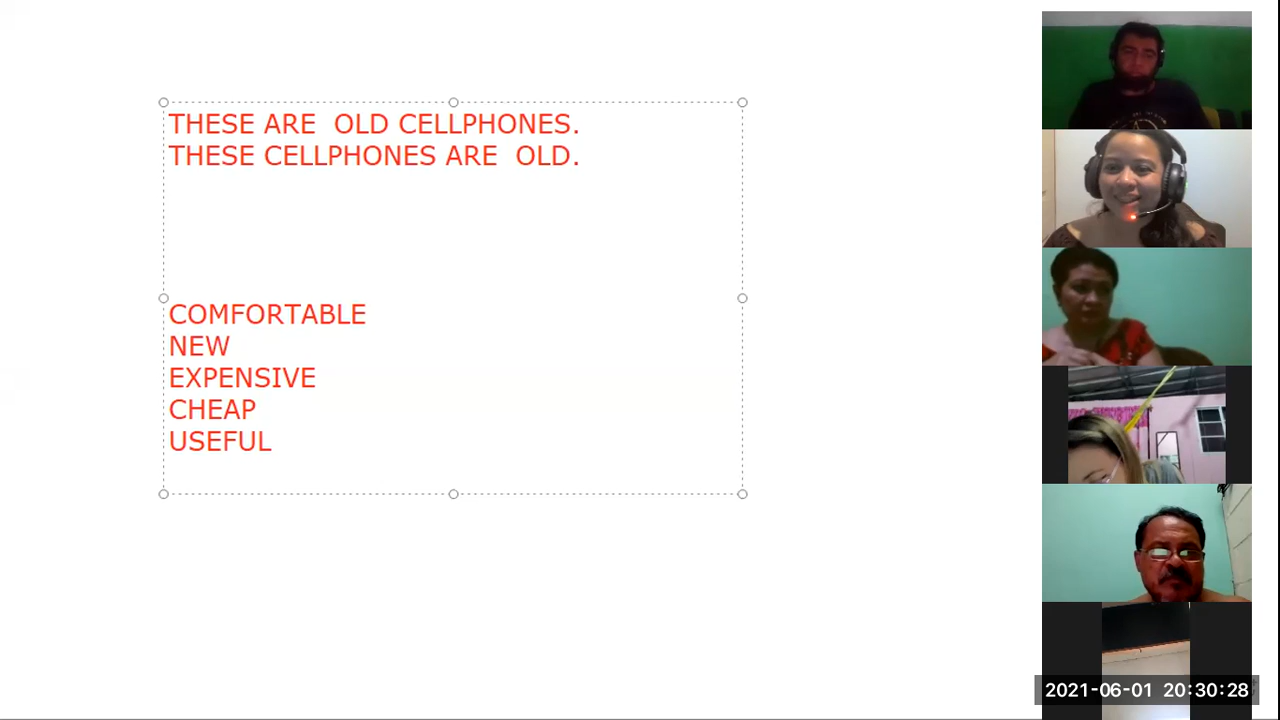 THESE ARE  OLD CELLPHONES.
THESE CELLPHONES ARE  OLD.
COMFORTABLE
NEW
EXPENSIVE
CHEAP
USEFUL
2021-06-01 20:30:28